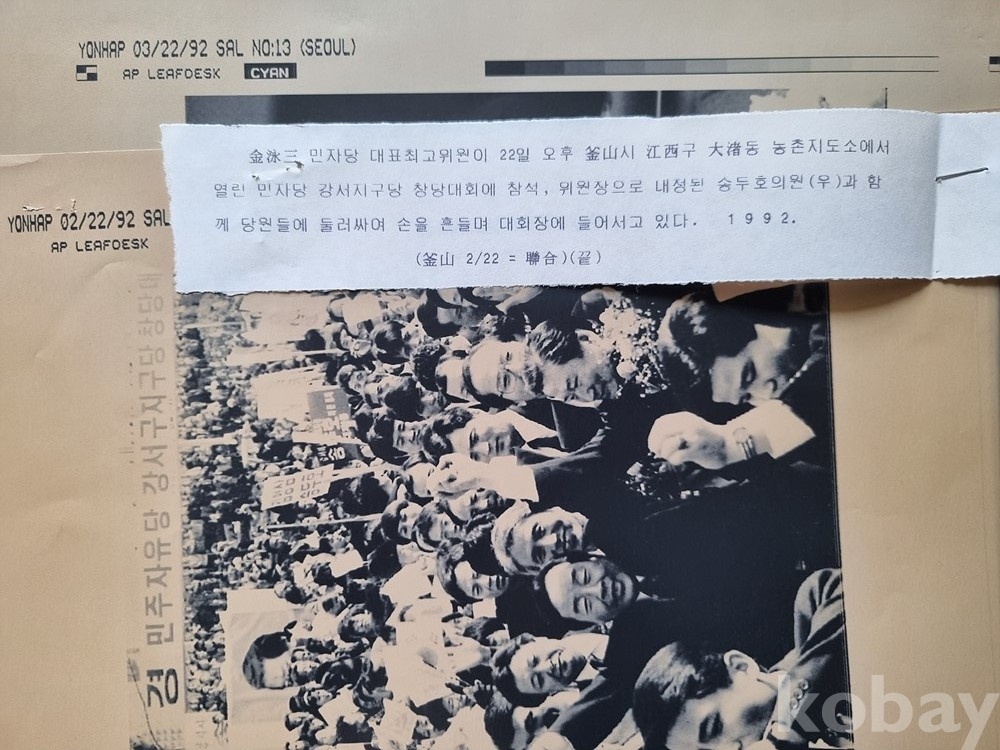 YONHAP 03/22/92 SAL NO:13 (SEOUL)
AP LEAFDESK CYAN
YONHAP 02/22/92 SAL
AP LEAFDESK
金泳三 민자당 대표최고위원이 22일 오후 釜山시 江西구 大渚동 농촌지도소에서
열린 민자당 강서지구당 창당대회에 참석, 위원장으로 내정된 송두호의원(우)과 함
께 당원들에 둘러싸여 손을 흔들며 대회장에 들어서고 있다. 1992.
(釜山 2/22 = 聯合)(끝)
경 민주자유당 강서구지구당 창당대
kobay